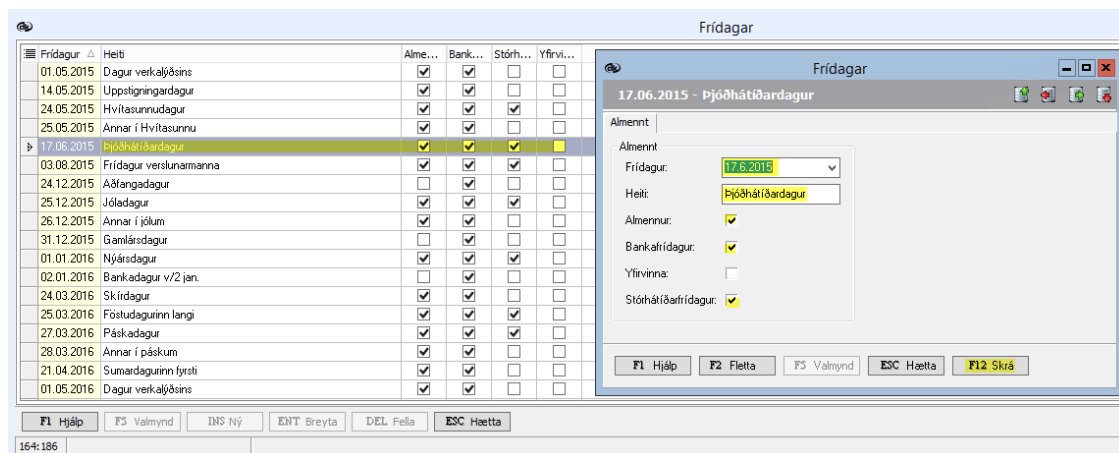 Frídagar
Frídagur Heiti Alme... Bank... Stórh... Yfirvi...
01.05.2015 Dagur verkalýðsins
14.05.2015 Uppstigningardagur
24.05.2015 Hvítasunnudagur
25.05.2015 Annar í Hvítasunnu
17.06.2015 Þjóðhátíðardagur
03.08.2015 Frídagur verslunarmanna
24.12.2015 Aðfangadagur
25.12.2015 Jóladagur
26.12.2015 Annar í jólum
31.12.2015 Gamlársdagur
01.01.2016 Nýársdagur
02.01.2016 Bankadagur v/2 jan.
24.03.2016 Skírdagur
25.03.2016 Föstudagurinn langi
27.03.2016 Páskadagur
28.03.2016 Annar í páskum
21.04.2016 Sumardagurinn fyrsti
01.05.2016 Dagur verkalýðsins
F1 Hjálp F5 Valmynd INS Ný ENT Breyta DEL Fella ESC Hætta
164:186
Frídagar
17.06.2015 - Þjóðhátíðardagur
Almennt
Almennt
Frídagur: 17.6.2015
Heiti: Þjóðhátíðardagur
Almennur:
Bankafrídagur:
Yfirvinna:
Stórhátíðarfrídagur:
F1 Hjálp F2 Fletta F5 Valmynd ESC Hætta F12 Skrá